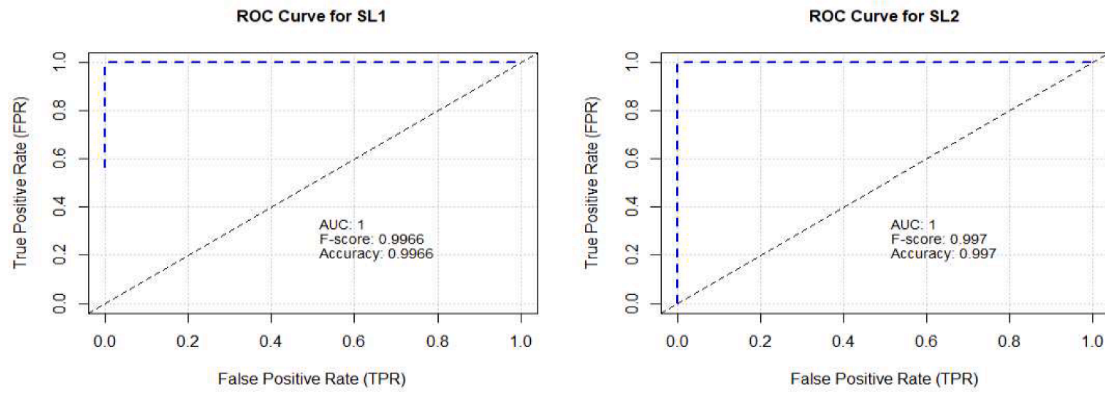 ROC Curve for SL1
True Positive Rate (FPR)
1.0
0.8
0.6
0.4
0.2
0.0
AUC: 1
F-score: 0.9966
Accuracy: 0.9966
0.0 0.2 0.4 0.6 0.8 1.0
False Positive Rate (TPR)
ROC Curve for SL2
True Positive Rate (FPR)
1.0
0.8
0.6
0.4
0.2
0.0
AUC: 1
F-score: 0.997
Accuracy: 0.997
0.0 0.2 0.4 0.6 0.8 1.0
False Positive Rate (TPR)